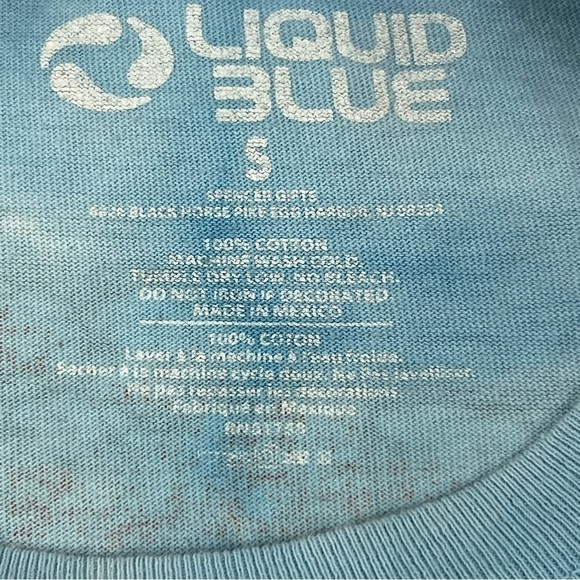 LIQUID
BLUE
S
SPENCER GIFTS
6826 BLACK HORSE PIKE EGG HARBOR, NJ 08234
100% COTTON
MACHINE WASH COLD.
TUMBLE DRY LOW. NO BLEACH.
DO NOT IRON IF DECORATED.
MADE IN MEXICO
100% COTON
Laver à la machine à l'eau froide.
Secher à la machine cycle doux. Ne Pas Javelliser
Ne pas repasser les décorations
Fabriqué en Mexique